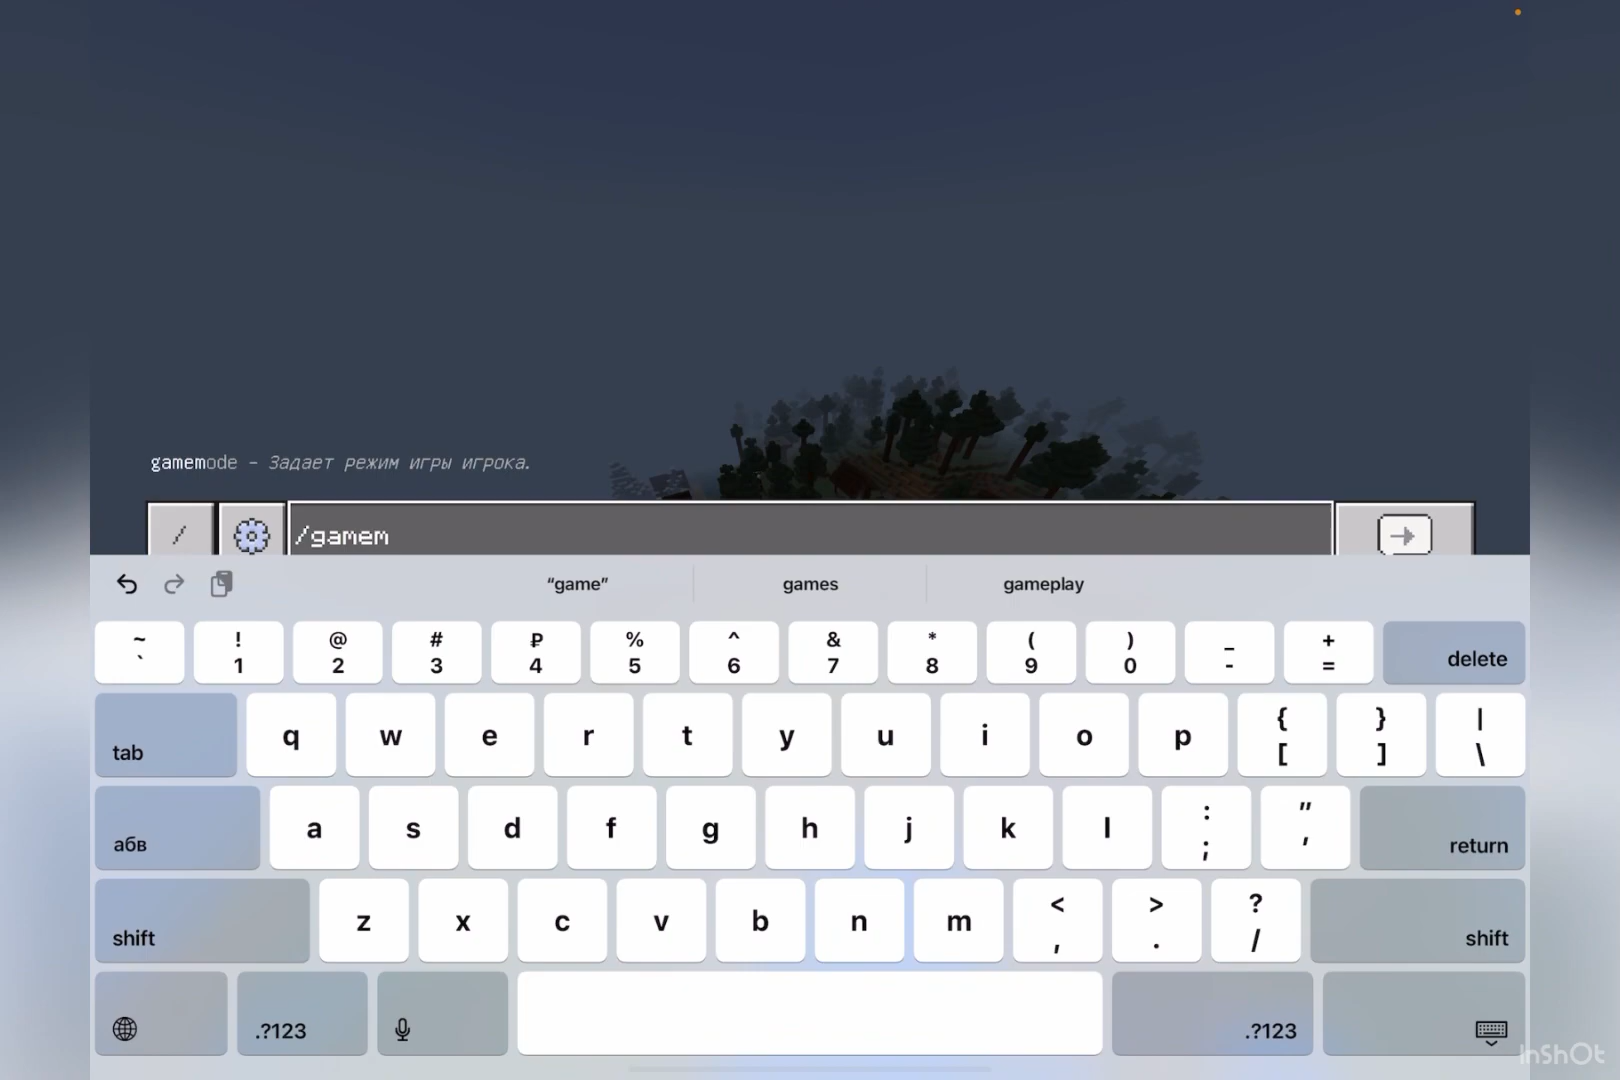 gamemode - Задает режим игры игрока.
/ /gamem
“game” games gameplay
~ ! @ # ₽ % ^ & * ( ) _ +
` 1 2 3 4 5 6 7 8 9 0 - = delete
tab q w e r t y u i o p { [ } ] | \
абв a s d f g h j k l : ; " ' return
shift z x c v b n m < , > . ? / shift
.?123 .?123
InShOt